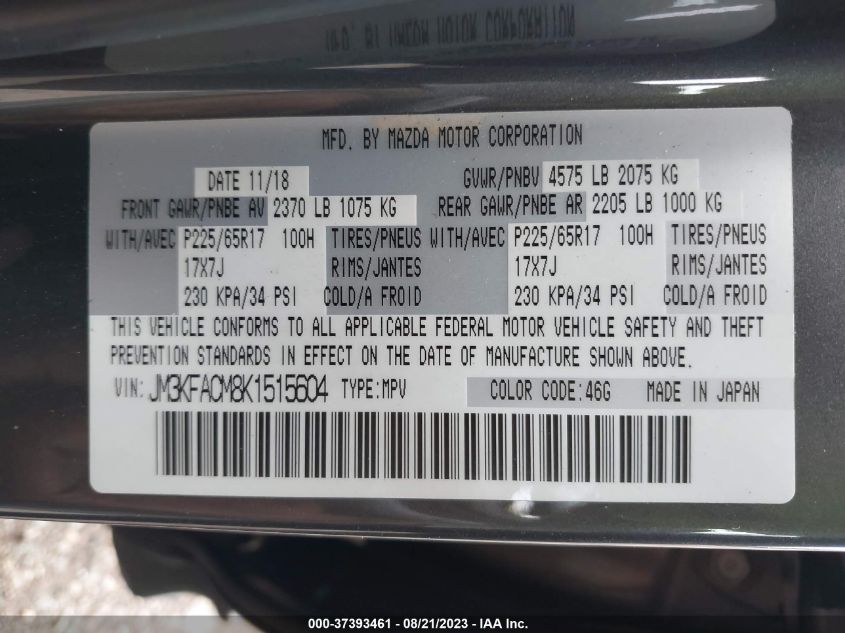 MFD. BY MAZDA MOTOR CORPORATION
DATE 11/18 GVWR/PNBV 4575 LB 2075 KG
FRONT GAWR/PNBE AV 2370 LB 1075 KG REAR GAWR/PNBE AR 2205 LB 1000 KG
WITH/AVEC P225/65R17 100H TIRES/PNEUS WITH/AVEC P225/65R17 100H TIRES/PNEUS
17X7J RIMS/JANTES 17X7J RIMS/JANTES
230 KPA/34 PSI COLD/A FROID 230 KPA/34 PSI COLD/A FROID
THIS VEHICLE CONFORMS TO ALL APPLICABLE FEDERAL MOTOR VEHICLE SAFETY AND THEFT
PREVENTION STANDARDS IN EFFECT ON THE DATE OF MANUFACTURE SHOWN ABOVE.
VIN: JM3KFACM8K1515604 TYPE:MPV COLOR CODE:46G MADE IN JAPAN
000-37393461 - 08/21/2023 - IAA Inc.